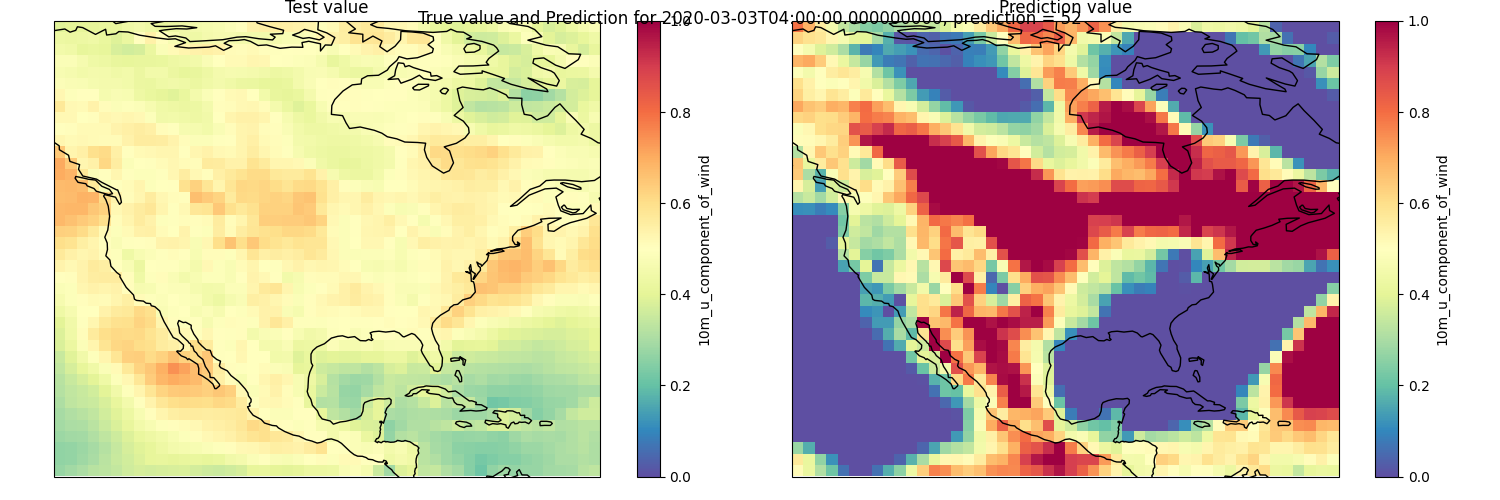 Test value
True value and Prediction for 2020-03-03T04:00:00.000000000, prediction = 52
Prediction value
1.0
0.8
0.6
0.4
0.2
0.0
10m_u_component_of_wind
1.0
0.8
0.6
0.4
0.2
0.0
10m_u_component_of_wind